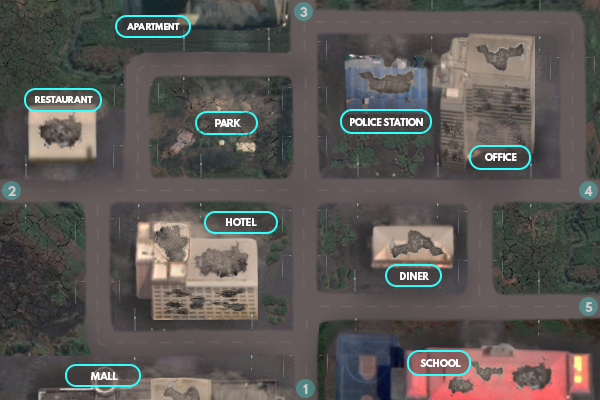 3
APARTMENT
RESTAURANT
PARK
POLICE STATION
OFFICE
2
4
HOTEL
DINER
5
SCHOOL
MALL
1